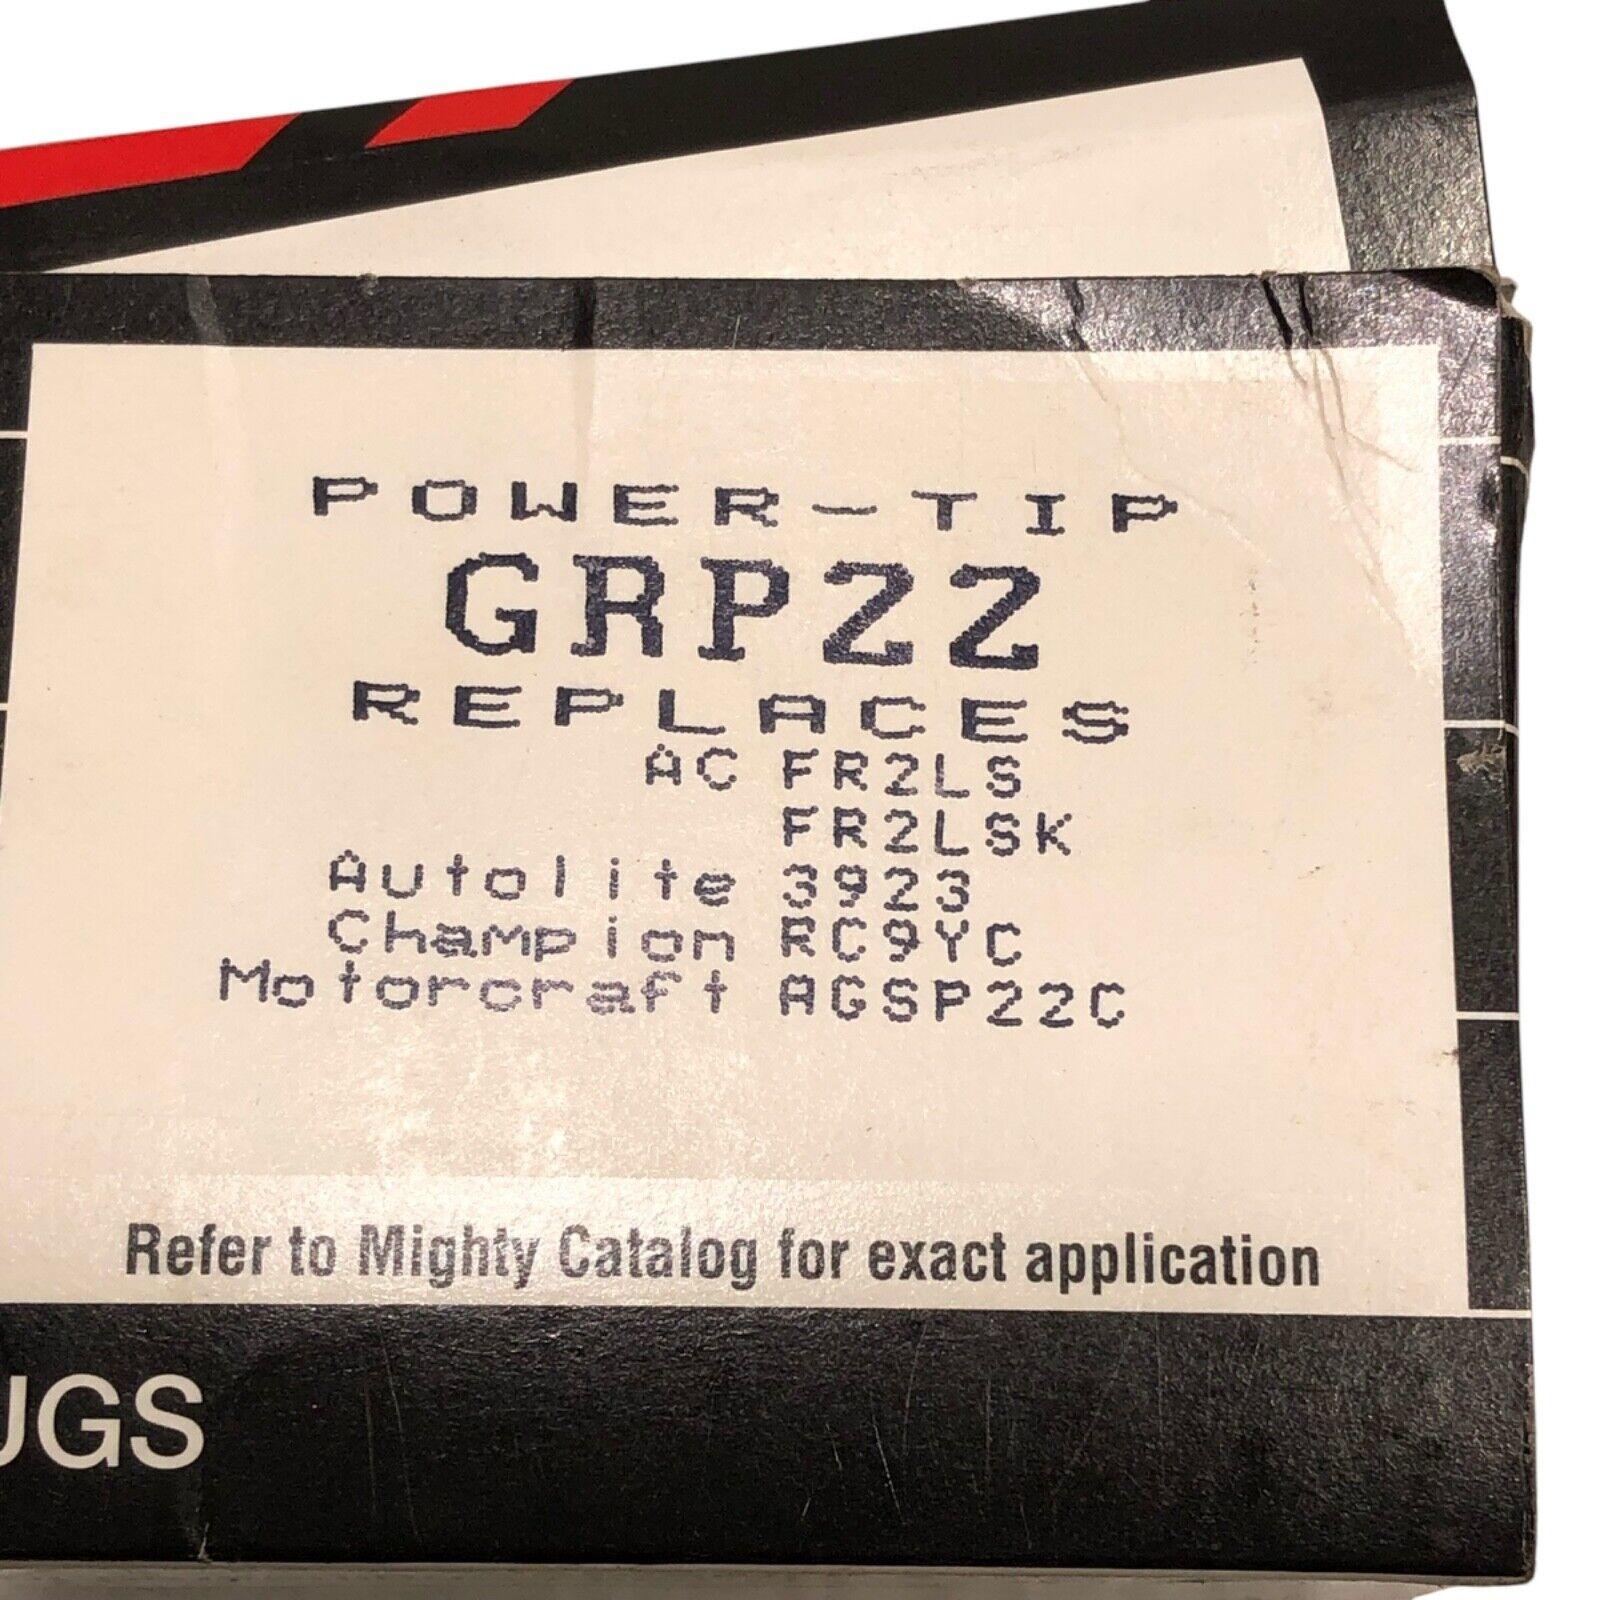 POWER-TIP
GRP22
REPLACES
AC FR2LS
FR2LSK
Autolite 3923
Champion RC9YC
Motorcraft AGSP22C
Refer to Mighty Catalog for exact application
UGS